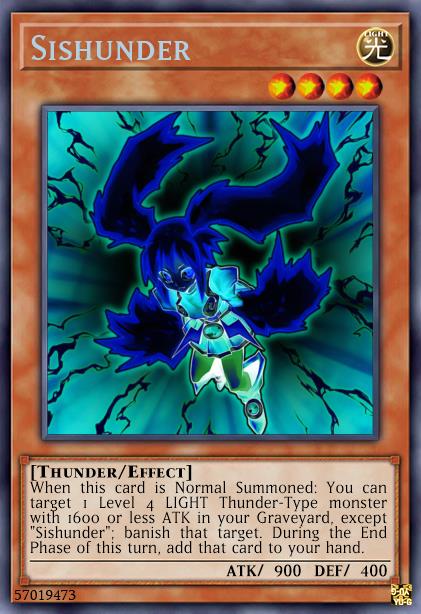 Sishunder
LIGHT
光
[Thunder/Effect]
When this card is Normal Summoned: You can
target 1 Level 4 LIGHT Thunder-Type monster
with 1600 or less ATK in your Graveyard, except
"Sishunder"; banish that target. During the End
Phase of this turn, add that card to your hand.
ATK/ 900 DEF/ 400
57019473